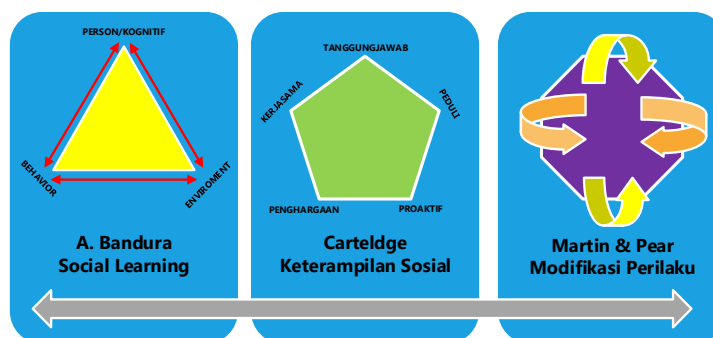 PERSON/KOGNITIF
BEHAVIOR
ENVIROMENT
A. Bandura
Social Learning
TANGGUNGJAWAB
KERJASAMA
PEDULI
PENGHARGAAN
PROAKTIF
Carteldge
Keterampilan Sosial
Martin & Pear
Modifikasi Perilaku